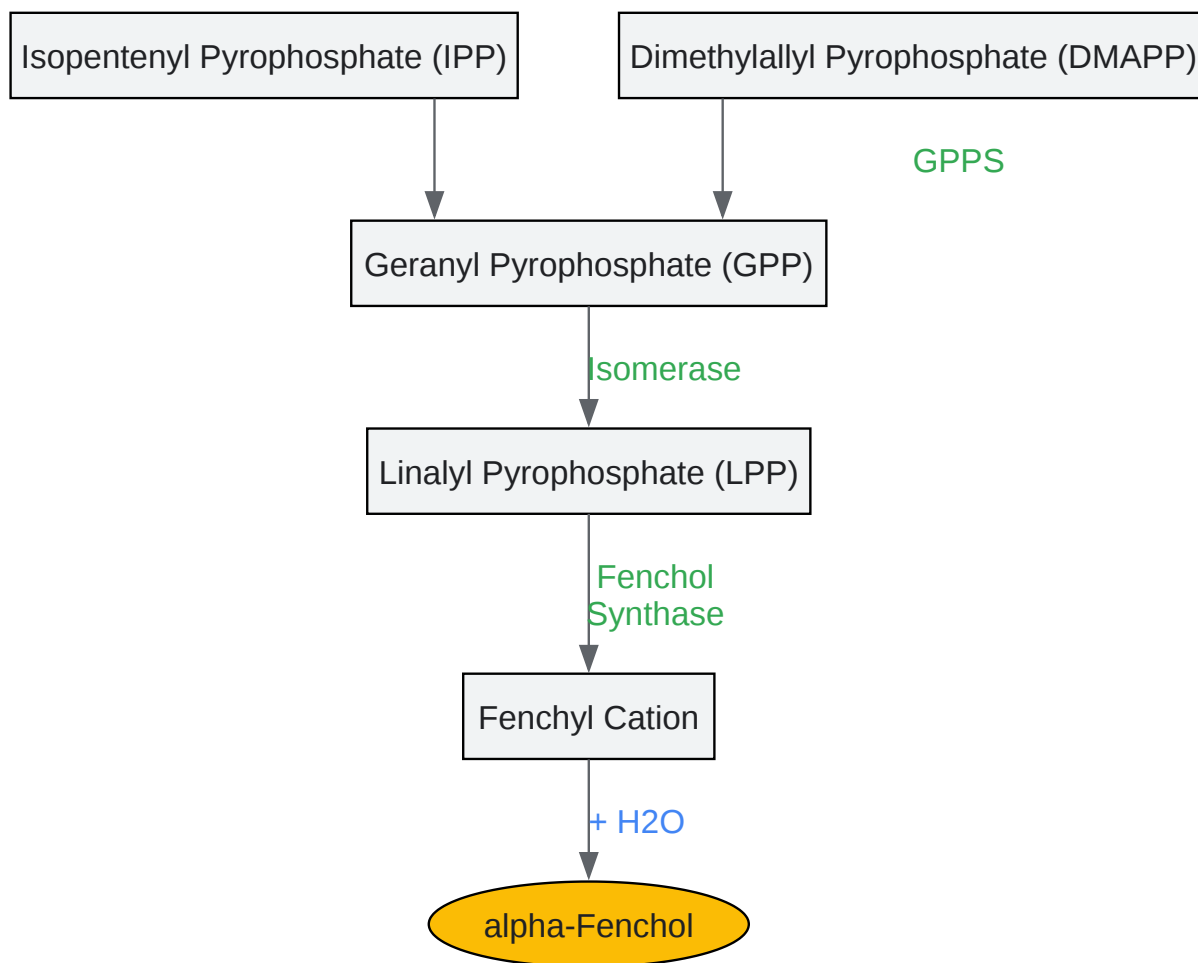 Isopentenyl Pyrophosphate (IPP)
Dimethylallyl Pyrophosphate (DMAPP)
GPPS
Geranyl Pyrophosphate (GPP)
Isomerase
Linalyl Pyrophosphate (LPP)
Fenchol
Synthase
Fenchyl Cation
+ H2O
alpha-Fenchol